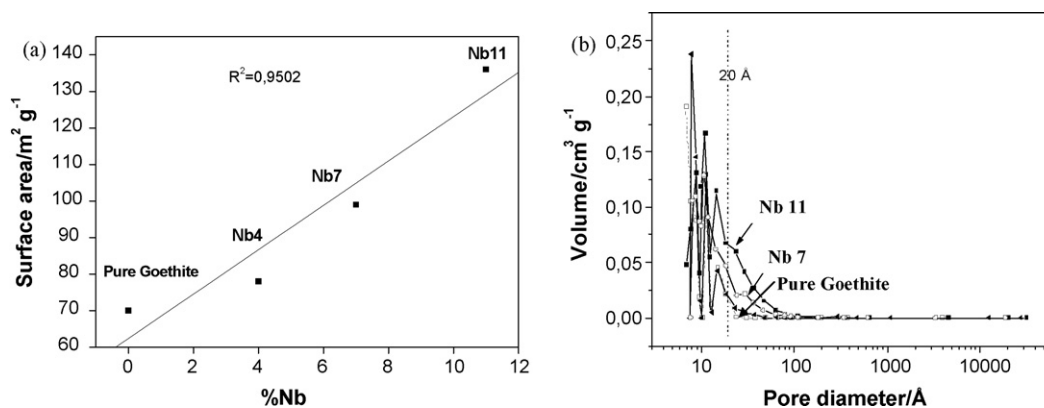 (a)
140
130
120
110
100
90
80
70
60
Surface area/m² g⁻¹
R²=0,9502
Nb11
Nb7
Nb4
Pure Goethite
0 2 4 6 8 10 12
%Nb
(b)
0,25
0,20
0,15
0,10
0,05
0,00
Volume/cm³ g⁻¹
20 Å
Nb 11
Nb 7
Pure Goethite
10 100 1000 10000
Pore diameter/Å